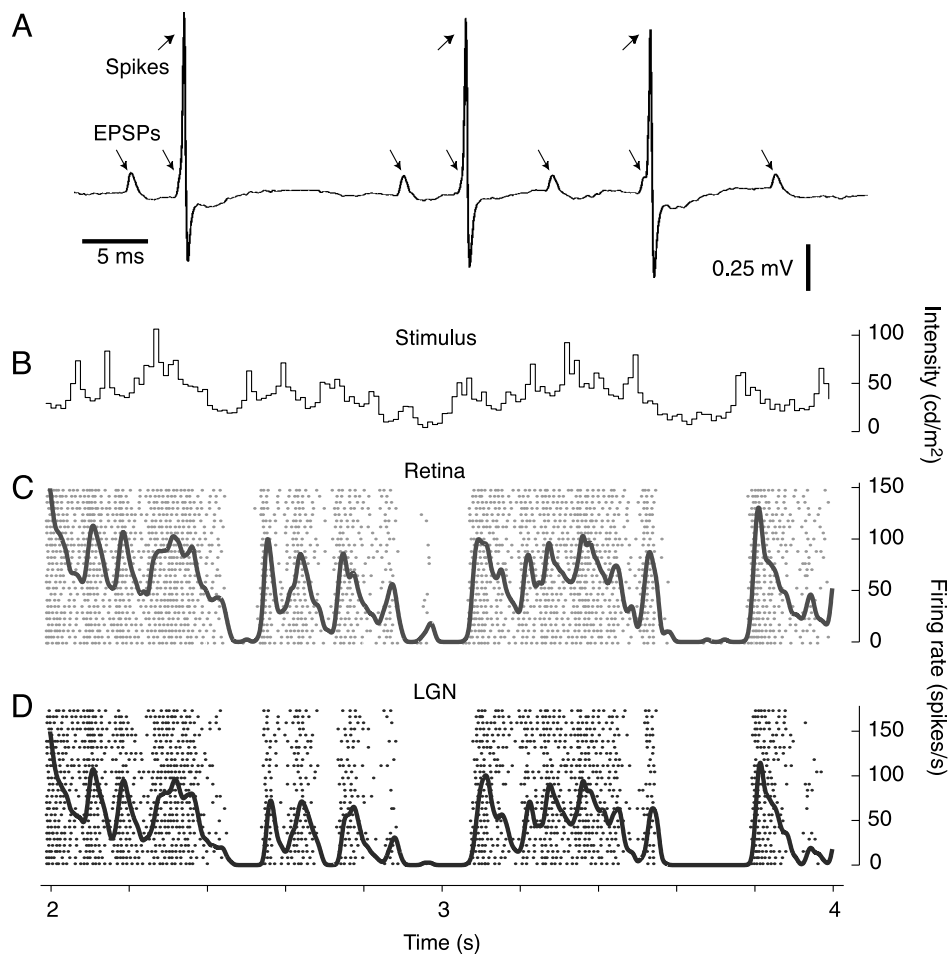 A
Spikes
EPSPs
5 ms
0.25 mV
B
Stimulus
100
50
0
Intensity (cd/m²)
C
Retina
150
100
50
0
D
LGN
150
100
50
0
Firing rate (spikes/s)
2
3
4
Time (s)